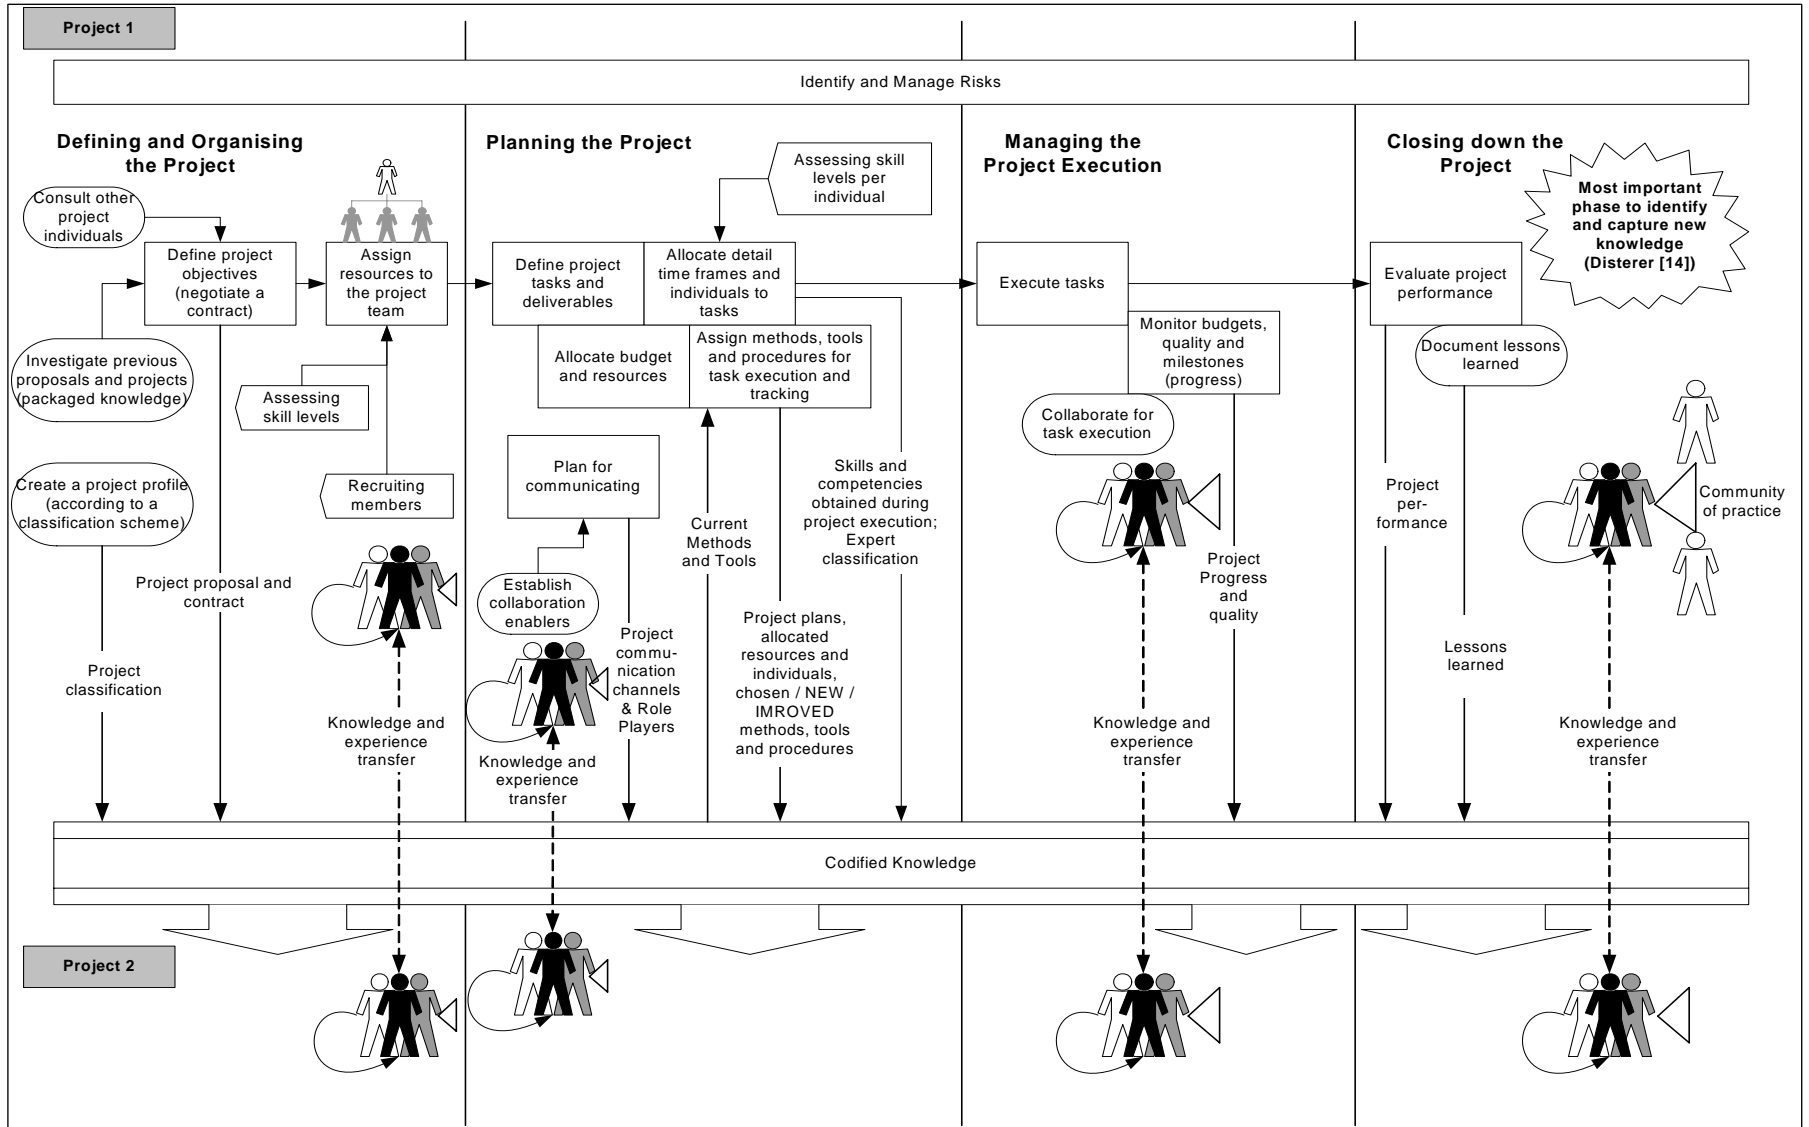 Project 1
Identify and Manage Risks
Defining and Organising
the Project
Consult other
project
individuals
Define project
objectives
(negotiate a
contract)
Assign
resources to
the project
team
Investigate previous
proposals and projects
(packaged knowledge)
Assessing
skill levels
Create a project profile
(according to a
classification scheme)
Recruiting
members
Project proposal and
contract
Project
classification
Knowledge and
experience
transfer
Planning the Project
Assessing skill
levels per
individual
Define project
tasks and
deliverables
Allocate detail
time frames and
individuals to
tasks
Allocate budget
and resources
Assign methods, tools
and procedures for
task execution and
tracking
Plan for
communicating
Establish
collaboration
enablers
Current
Methods
and Tools
Skills and
competencies
obtained during
project execution;
Expert
classification
Project
commu-
nication
channels
& Role
Players
Project plans,
allocated
resources and
individuals,
chosen / NEW /
IMROVED
methods, tools
and procedures
Knowledge and
experience
transfer
Managing the
Project Execution
Execute tasks
Monitor budgets,
quality and
milestones
(progress)
Collaborate for
task execution
Project
Progress
and
quality
Knowledge and
experience
transfer
Closing down the
Project
Most important
phase to identify
and capture new
knowledge
(Disterer [14])
Evaluate project
performance
Document lessons
learned
Project
per-
formance
Community
of practice
Lessons
learned
Knowledge and
experience
transfer
Codified Knowledge
Project 2